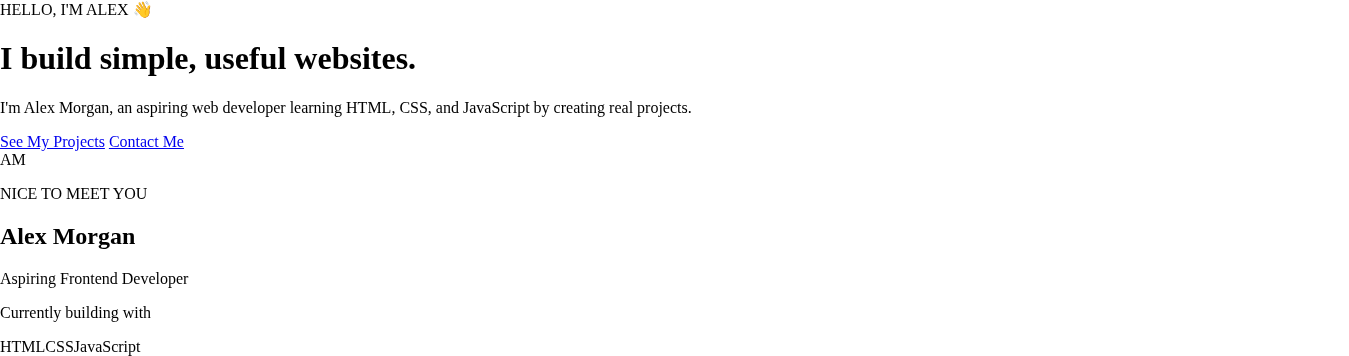 HELLO, I'M ALEX 👋
I build simple, useful websites.
I'm Alex Morgan, an aspiring web developer learning HTML, CSS, and JavaScript by creating real projects.
See My Projects Contact Me
AM
NICE TO MEET YOU
Alex Morgan
Aspiring Frontend Developer
Currently building with
HTMLCSSJavaScript